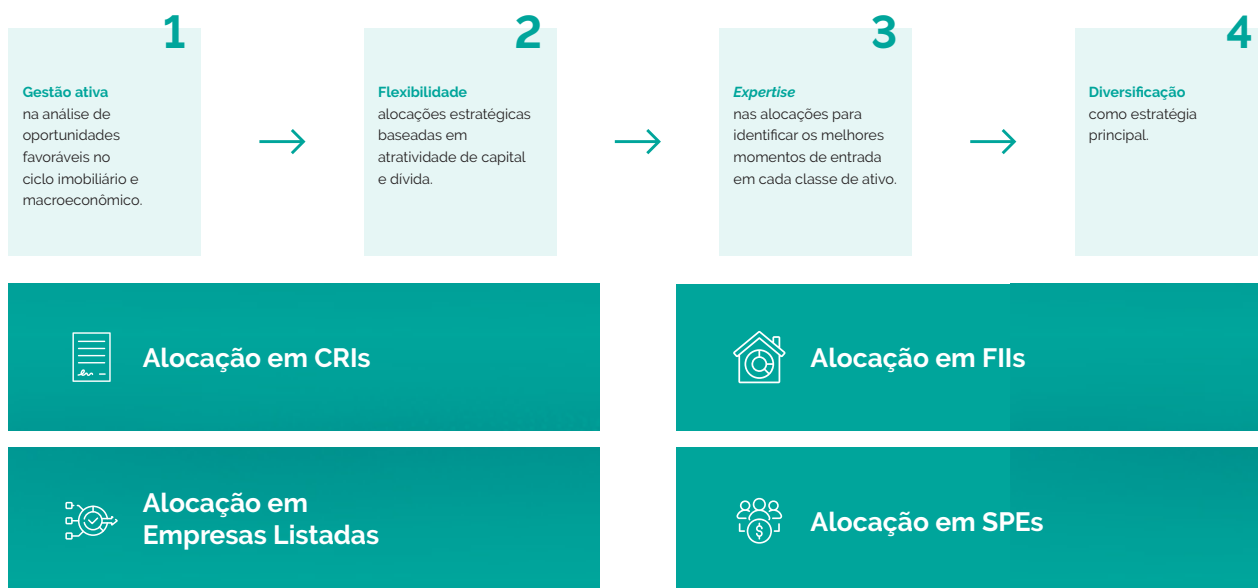 1
Gestão ativa
na análise de
oportunidades
favoráveis no
ciclo imobiliário e
macroeconômico.
2
Flexibilidade
alocações estratégicas
baseadas em
atratividade de capital
e dívida.
3
Expertise
nas alocações para
identificar os melhores
momentos de entrada
em cada classe de ativo.
4
Diversificação
como estratégia
principal.
Alocação em CRIs
Alocação em FIIs
Alocação em
Empresas Listadas
Alocação em SPEs